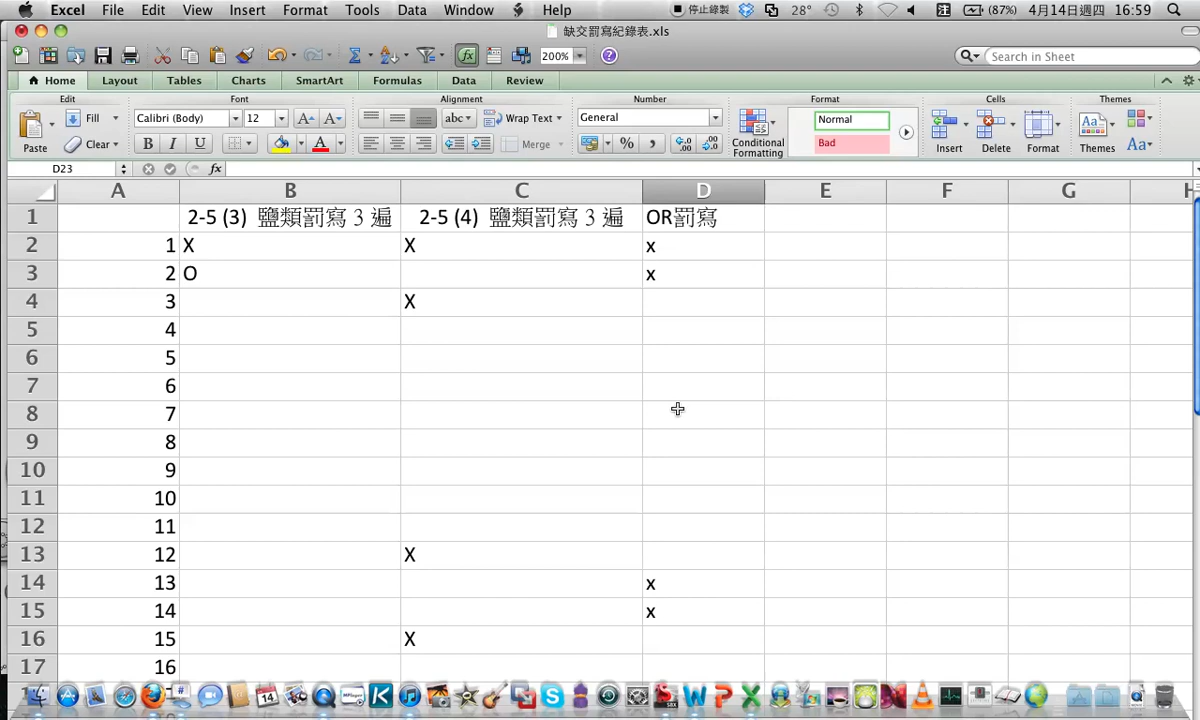 Excel File Edit View Insert Format Tools Data Window Help 停止錄製 28° (87%) 4月14日週四 16:59
缺交罰寫紀錄表.xls
200% Search in Sheet
Home Layout Tables Charts SmartArt Formulas Data Review
Edit Font Alignment Number Format Cells Themes
Paste Fill Clear Calibri (Body) 12 A A B I U A abc Wrap Text Merge General % Conditional Formatting Normal Bad Insert Delete Format Themes Aa
D23 fx
A B C D E F G H
1 2-5 (3) 鹽類罰寫 3 遍 2-5 (4) 鹽類罰寫 3 遍 OR罰寫
2 1 X X x
3 2 O x
4 3 X
5 4
6 5
7 6
8 7
9 8
10 9
11 10
12 11
13 12 X
14 13 x
15 14 x
16 15 X
17 16